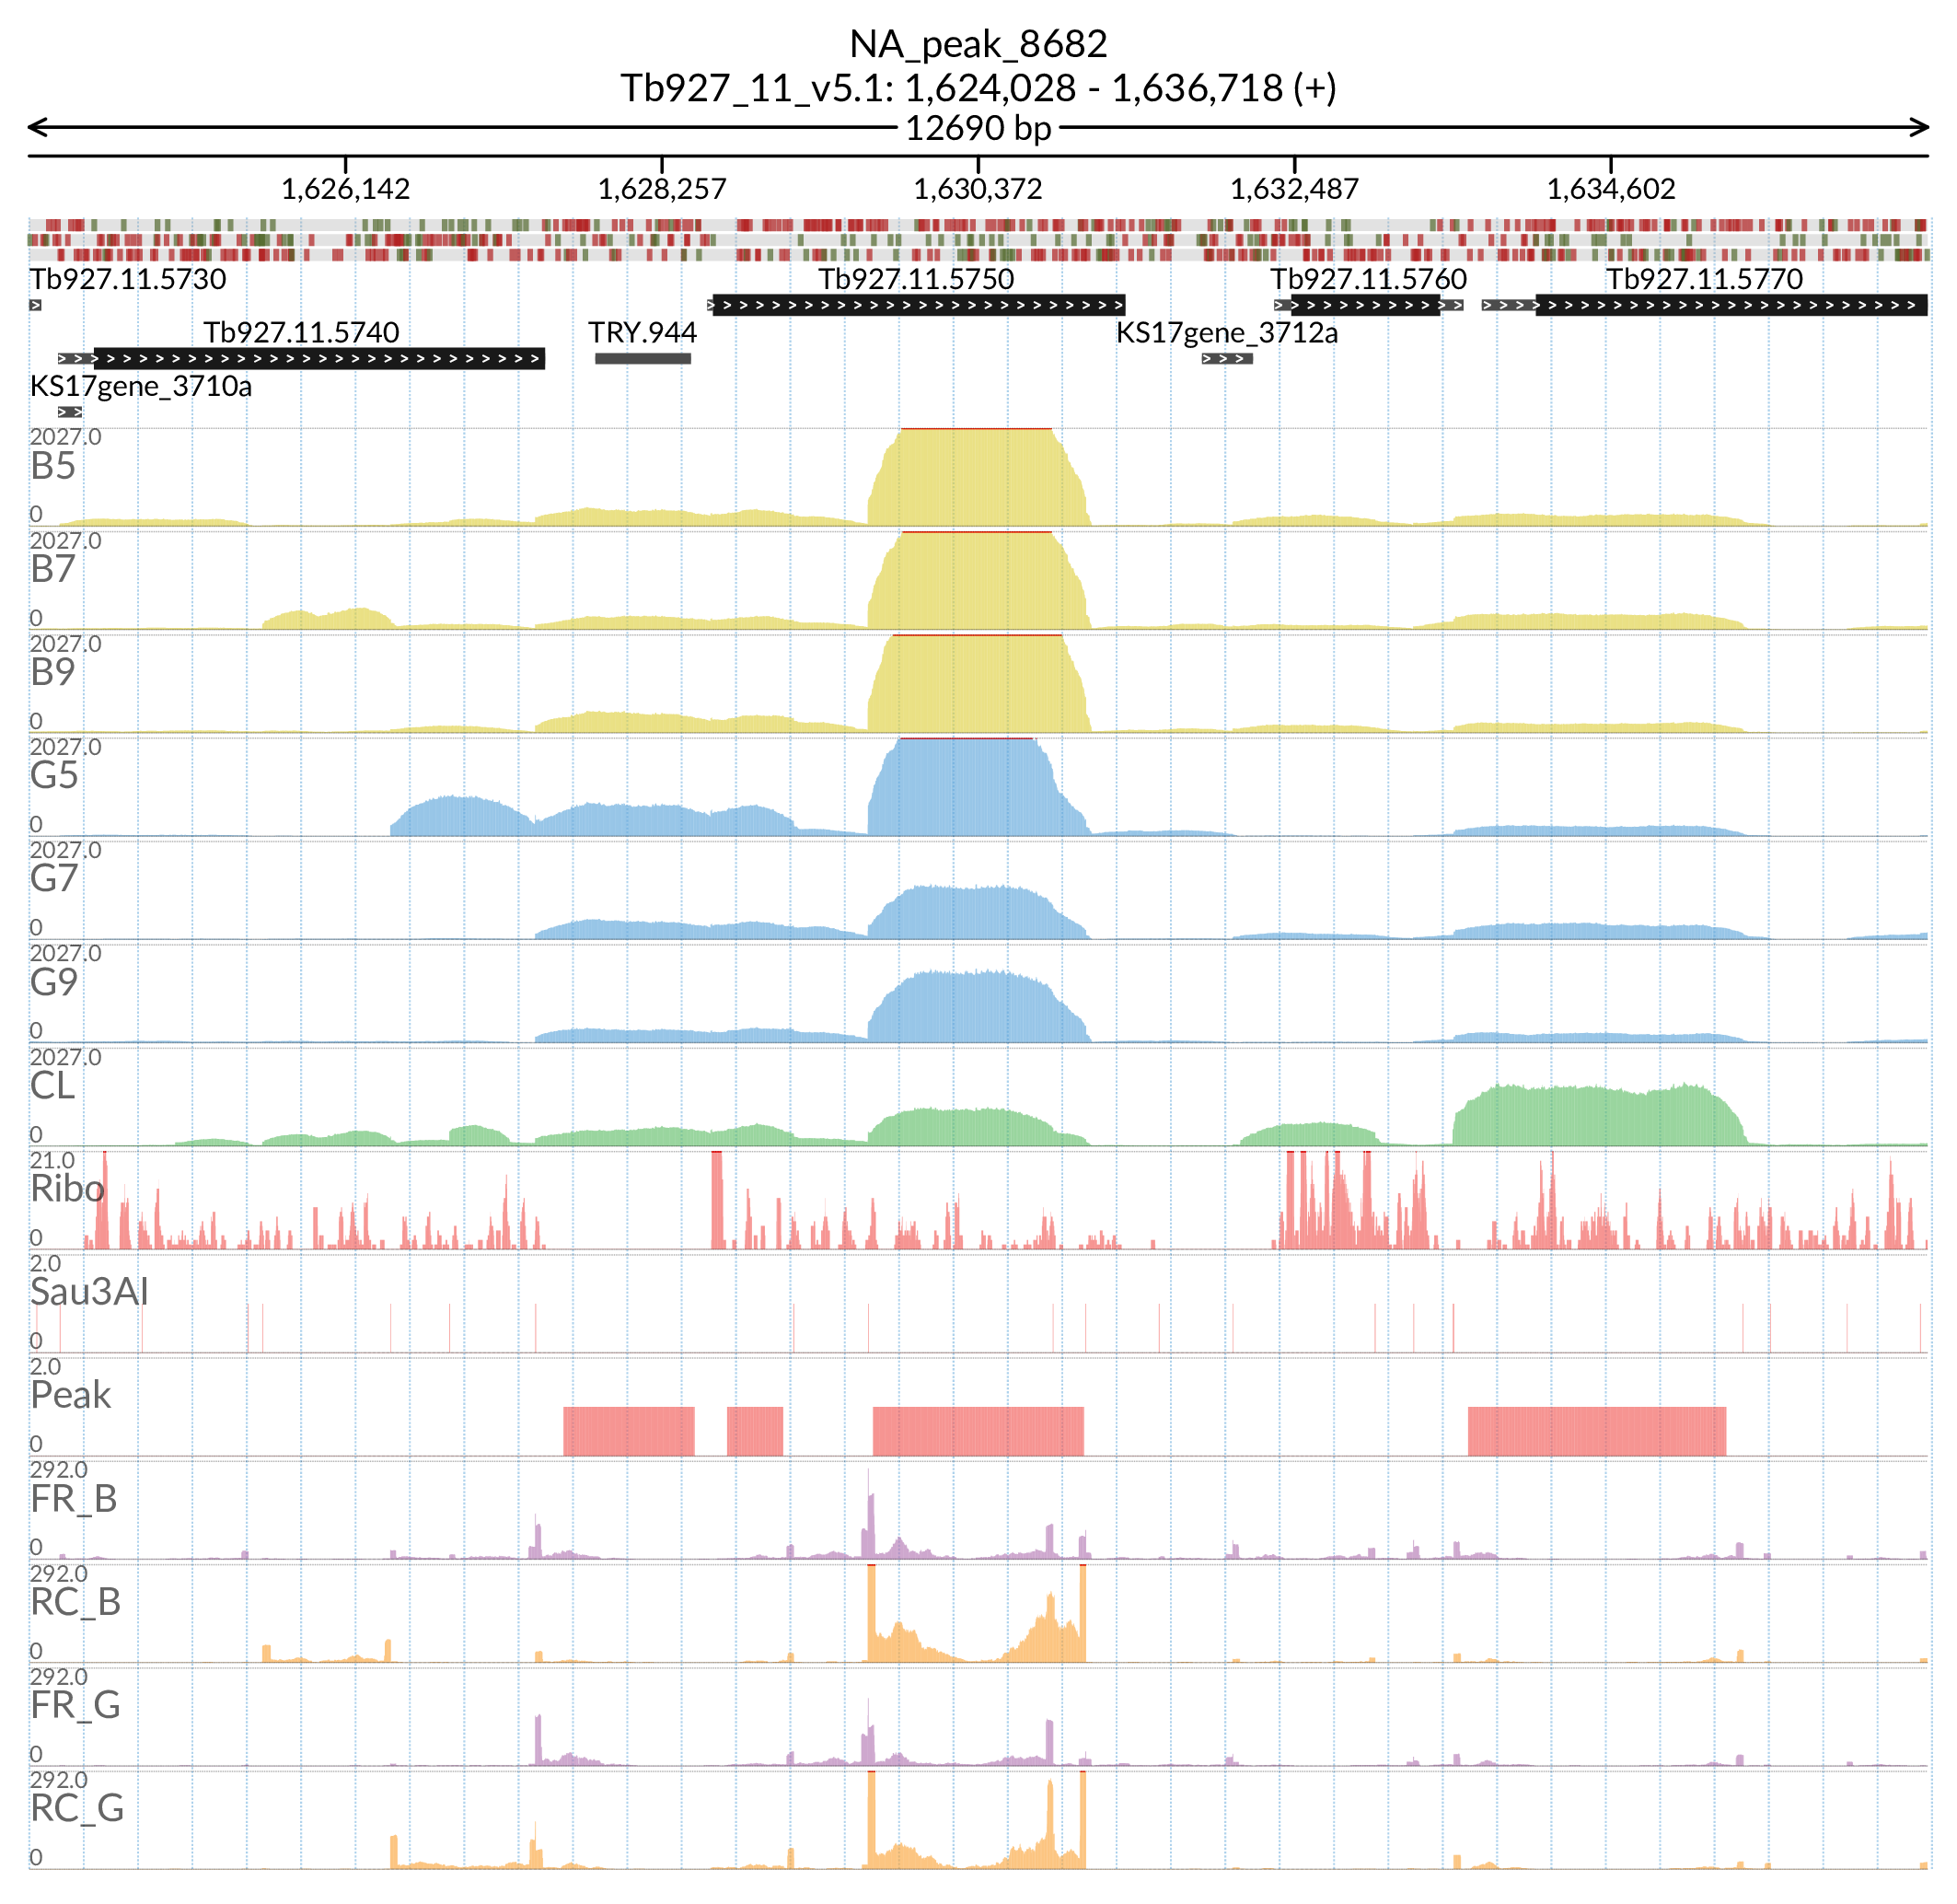 NA_peak_8682
Tb927_11_v5.1: 1,624,028 - 1,636,718 (+)
12690 bp
1,626,142 1,628,257 1,630,372 1,632,487 1,634,602
Tb927.11.5730 Tb927.11.5750 Tb927.11.5760 Tb927.11.5770
Tb927.11.5740 TRY.944 KS17gene_3712a
KS17gene_3710a
2027.0
B5
0
2027.0
B7
0
2027.0
B9
0
2027.0
G5
0
2027.0
G7
0
2027.0
G9
0
2027.0
CL
0
21.0
Ribo
0
2.0
Sau3AI
0
2.0
Peak
0
292.0
FR_B
0
292.0
RC_B
0
292.0
FR_G
0
292.0
RC_G
0